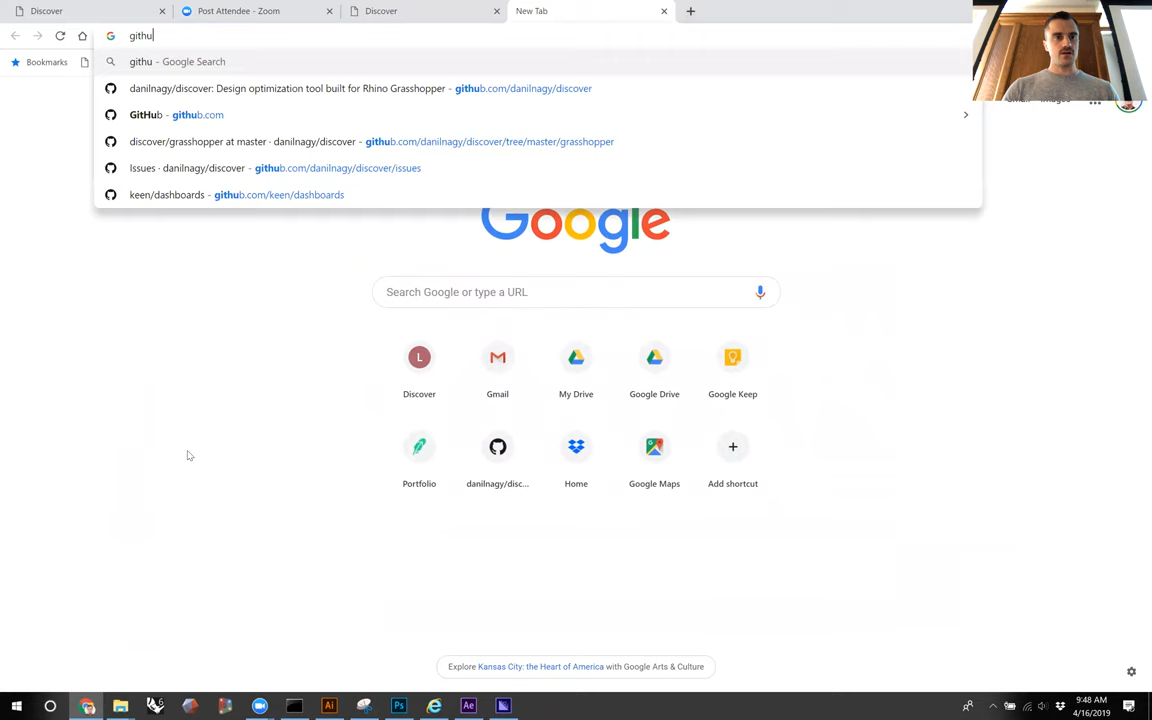 Discover
Post Attendee - Zoom
Discover
New Tab
githu
Bookmarks
githu - Google Search
danilnagy/discover: Design optimization tool built for Rhino Grasshopper - github.com/danilnagy/discover
GitHub - github.com
discover/grasshopper at master · danilnagy/discover - github.com/danilnagy/discover/tree/master/grasshopper
Issues · danilnagy/discover - github.com/danilnagy/discover/issues
keen/dashboards - github.com/keen/dashboards
Google
Search Google or type a URL
L
Discover
Gmail
My Drive
Google Drive
Google Keep
Portfolio
danilnagy/disc...
Home
Google Maps
Add shortcut
Explore Kansas City: the Heart of America with Google Arts & Culture
6
Ai
Ps
Ae
9:48 AM
4/16/2019